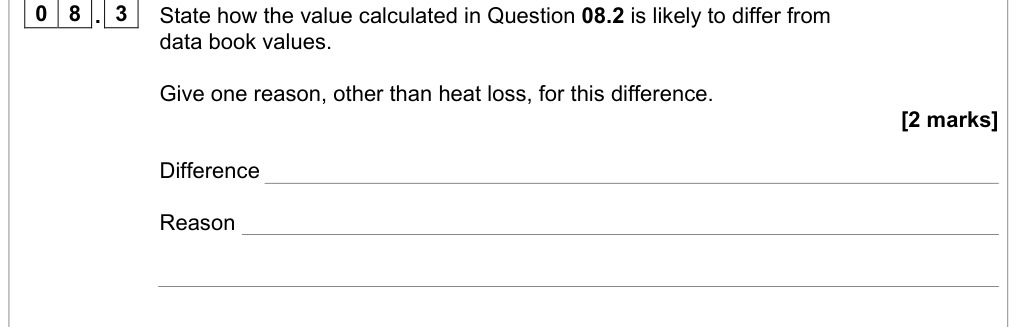 0 8 . 3 State how the value calculated in Question 08.2 is likely to differ from
data book values.
Give one reason, other than heat loss, for this difference.
[2 marks]
Difference
Reason